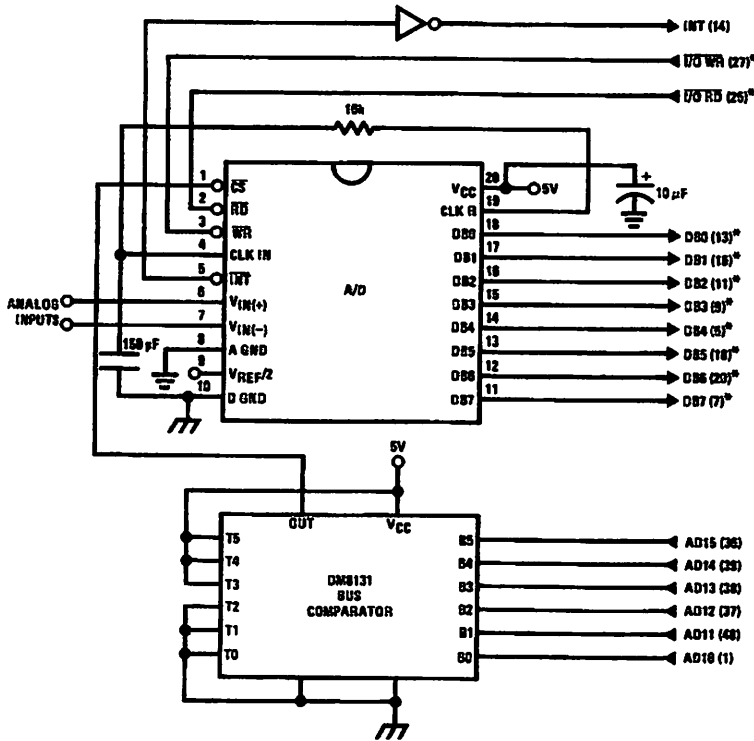 INT (14)
I/O WR (27)*
I/O RD (25)*
10k
1
CS
2
RD
3
WR
4
CLK IN
5
INT
6
VIN(+)
7
VIN(–)
8
A GND
9
VREF/2
10
D GND
A/D
20
VCC
5V
19
CLK R
18
DB0
17
DB1
16
DB2
15
DB3
14
DB4
13
DB5
12
DB6
11
DB7
+
10 µF
DB0 (13)*
DB1 (16)*
DB2 (11)*
DB3 (9)*
DB4 (5)*
DB5 (18)*
DB6 (20)*
DB7 (7)*
ANALOG
INPUTS
150 pF
5V
OUT
VCC
T5
T4
T3
T2
T1
T0
DM8131
BUS
COMPARATOR
B5
B4
B3
B2
B1
B0
AD15 (36)
AD14 (39)
AD13 (38)
AD12 (37)
AD11 (40)
AD10 (1)